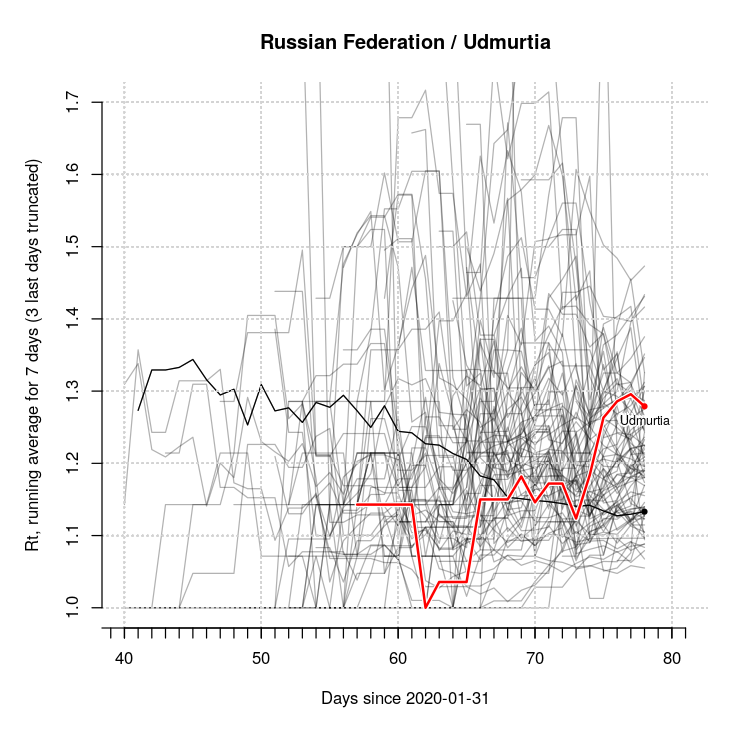 Russian Federation / Udmurtia
Rt, running average for 7 days (3 last days truncated)
1.7
1.6
1.5
1.4
1.3
1.2
1.1
1.0
Udmurtia
40 50 60 70 80
Days since 2020-01-31